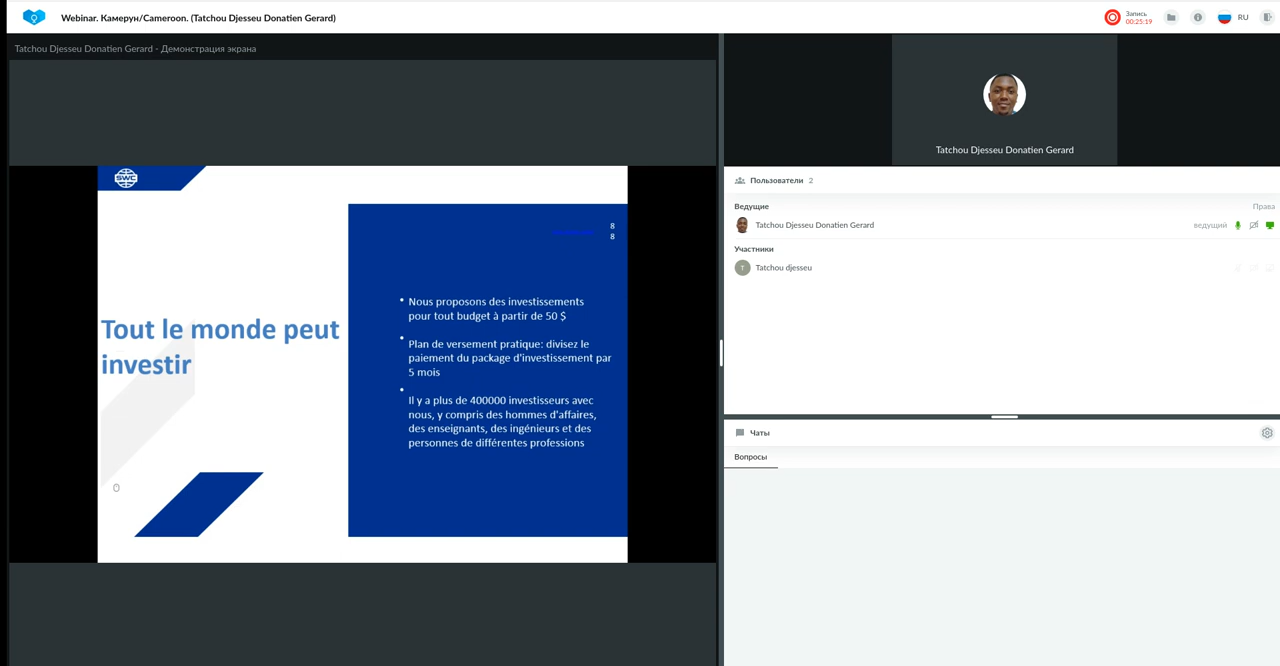 Webinar. Камерун/Cameroon. (Tatchou Djesseu Donatien Gerard)
Запись
00:25:19
RU
Tatchou Djesseu Donatien Gerard - Демонстрация экрана
SWC
8
8
Tout le monde peut
investir
• Nous proposons des investissements
pour tout budget à partir de 50 $
• Plan de versement pratique: divisez le
paiement du package d'investissement par
5 mois
•
Il y a plus de 400000 investisseurs avec
nous, y compris des hommes d'affaires,
des enseignants, des ingénieurs et des
personnes de différentes professions
Tatchou Djesseu Donatien Gerard
Пользователи 2
Ведущие Права
Tatchou Djesseu Donatien Gerard ведущий
Участники
T Tatchou djesseu
Чаты
Вопросы